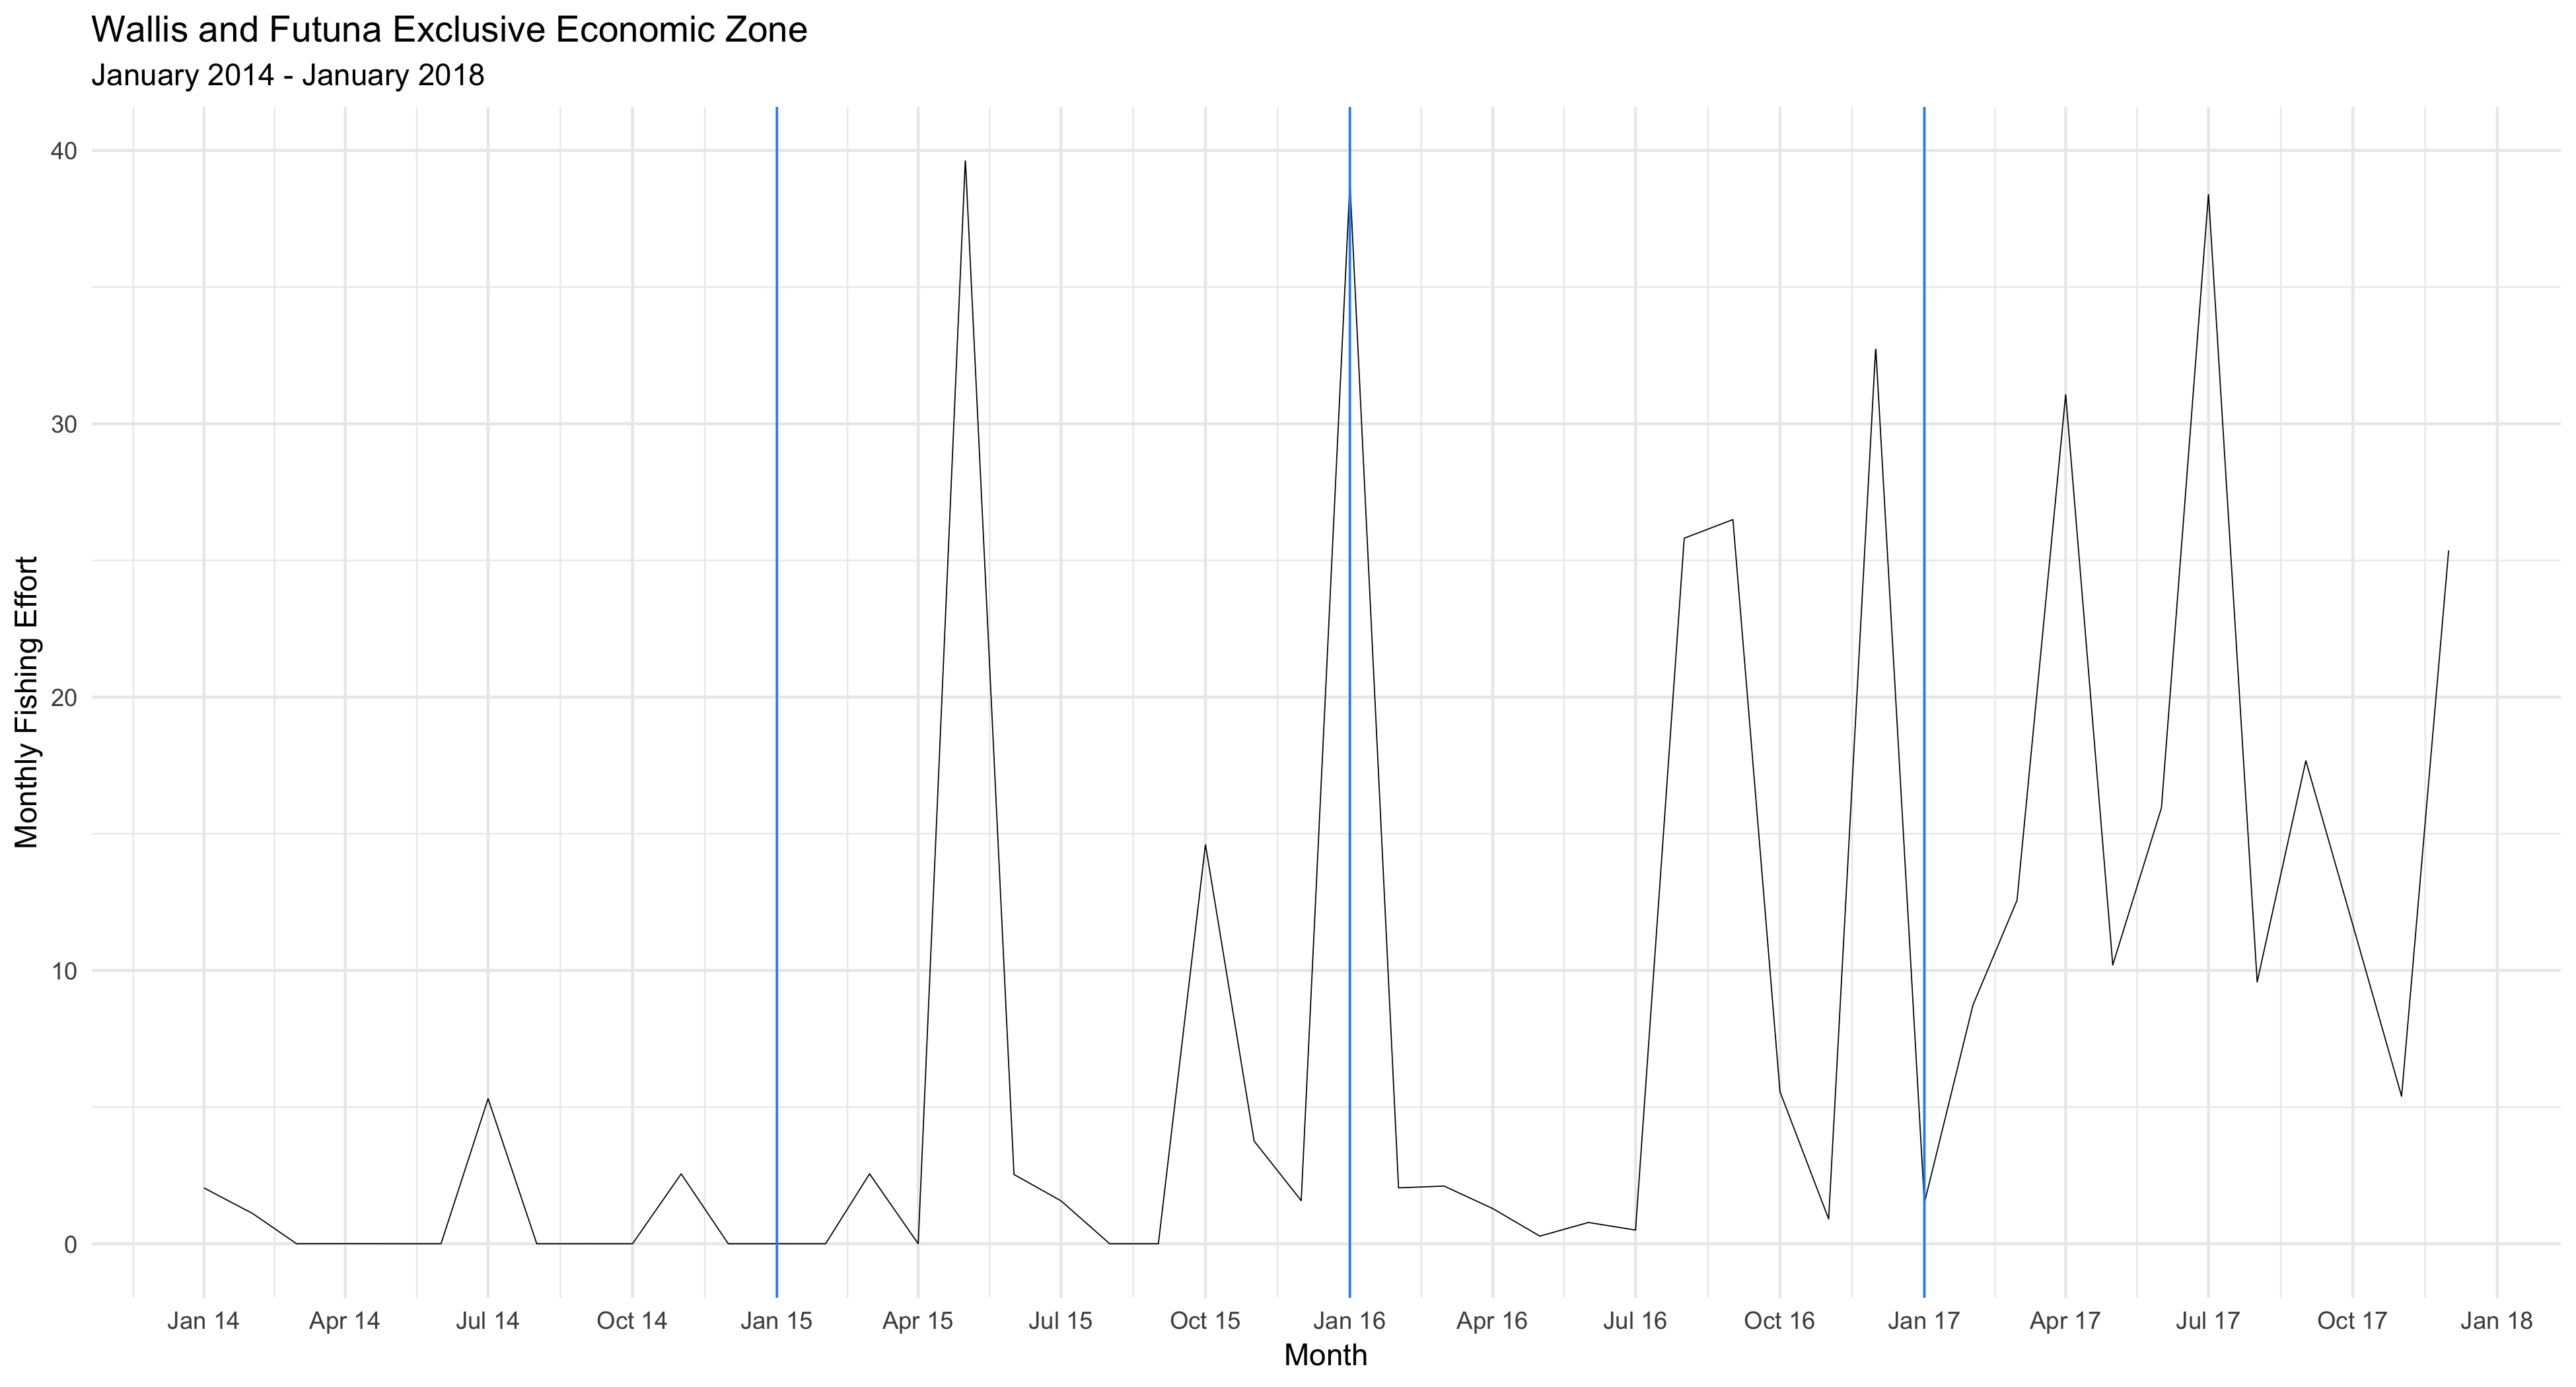 Wallis and Futuna Exclusive Economic Zone
January 2014 - January 2018
Monthly Fishing Effort
40
30
20
10
0
Jan 14 Apr 14 Jul 14 Oct 14 Jan 15 Apr 15 Jul 15 Oct 15 Jan 16 Apr 16 Jul 16 Oct 16 Jan 17 Apr 17 Jul 17 Oct 17 Jan 18
Month